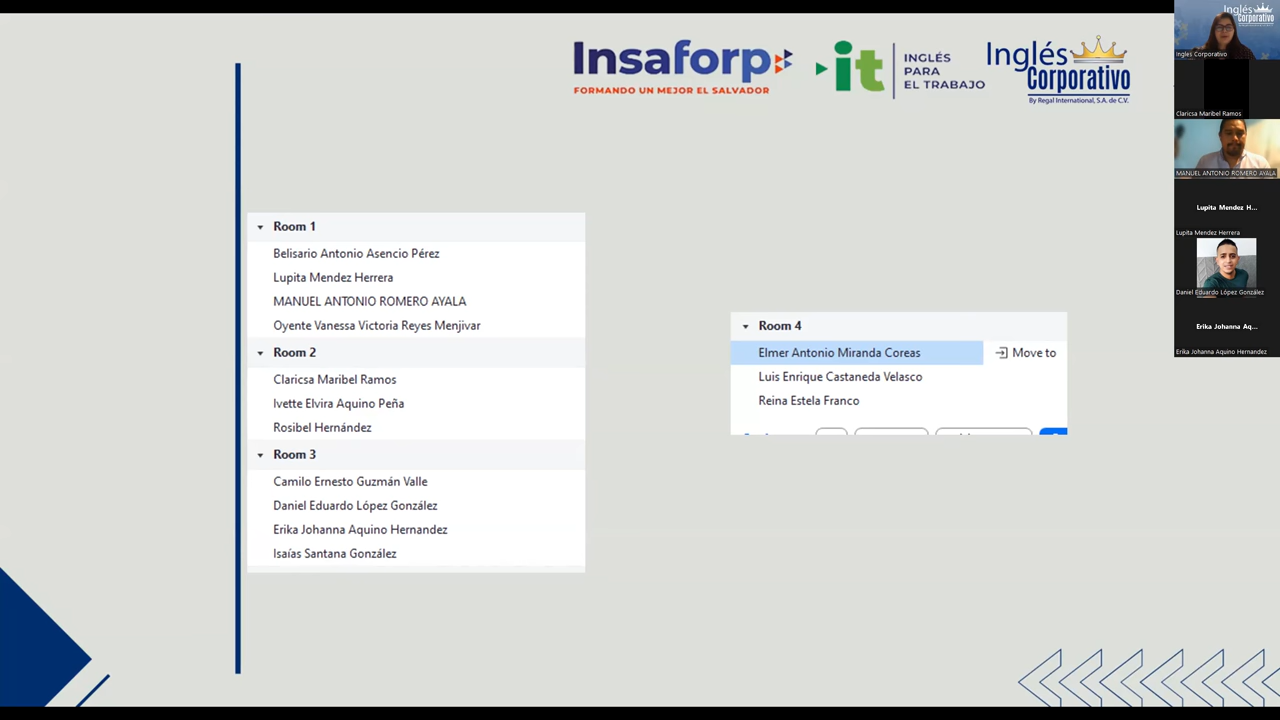 Insaforp
FORMANDO UN MEJOR EL SALVADOR
it
INGLÉS
PARA
EL TRABAJO
Inglés
Corporativo
By Regal International, S.A. de C.V.
Room 1
Belisario Antonio Asencio Pérez
Lupita Mendez Herrera
MANUEL ANTONIO ROMERO AYALA
Oyente Vanessa Victoria Reyes Menjivar
Room 2
Claricsa Maribel Ramos
Ivette Elvira Aquino Peña
Rosibel Hernández
Room 3
Camilo Ernesto Guzmán Valle
Daniel Eduardo López González
Erika Johanna Aquino Hernandez
Isaías Santana González
Room 4
Elmer Antonio Miranda Coreas
Move to
Luis Enrique Castaneda Velasco
Reina Estela Franco
Inglés
Corporativo
Ingles Corporativo
Claricsa Maribel Ramos
MANUEL ANTONIO ROMERO AYALA
Lupita Mendez H...
Lupita Mendez Herrera
Daniel Eduardo López González
Erika Johanna Aq...
Erika Johanna Aquino Hernandez